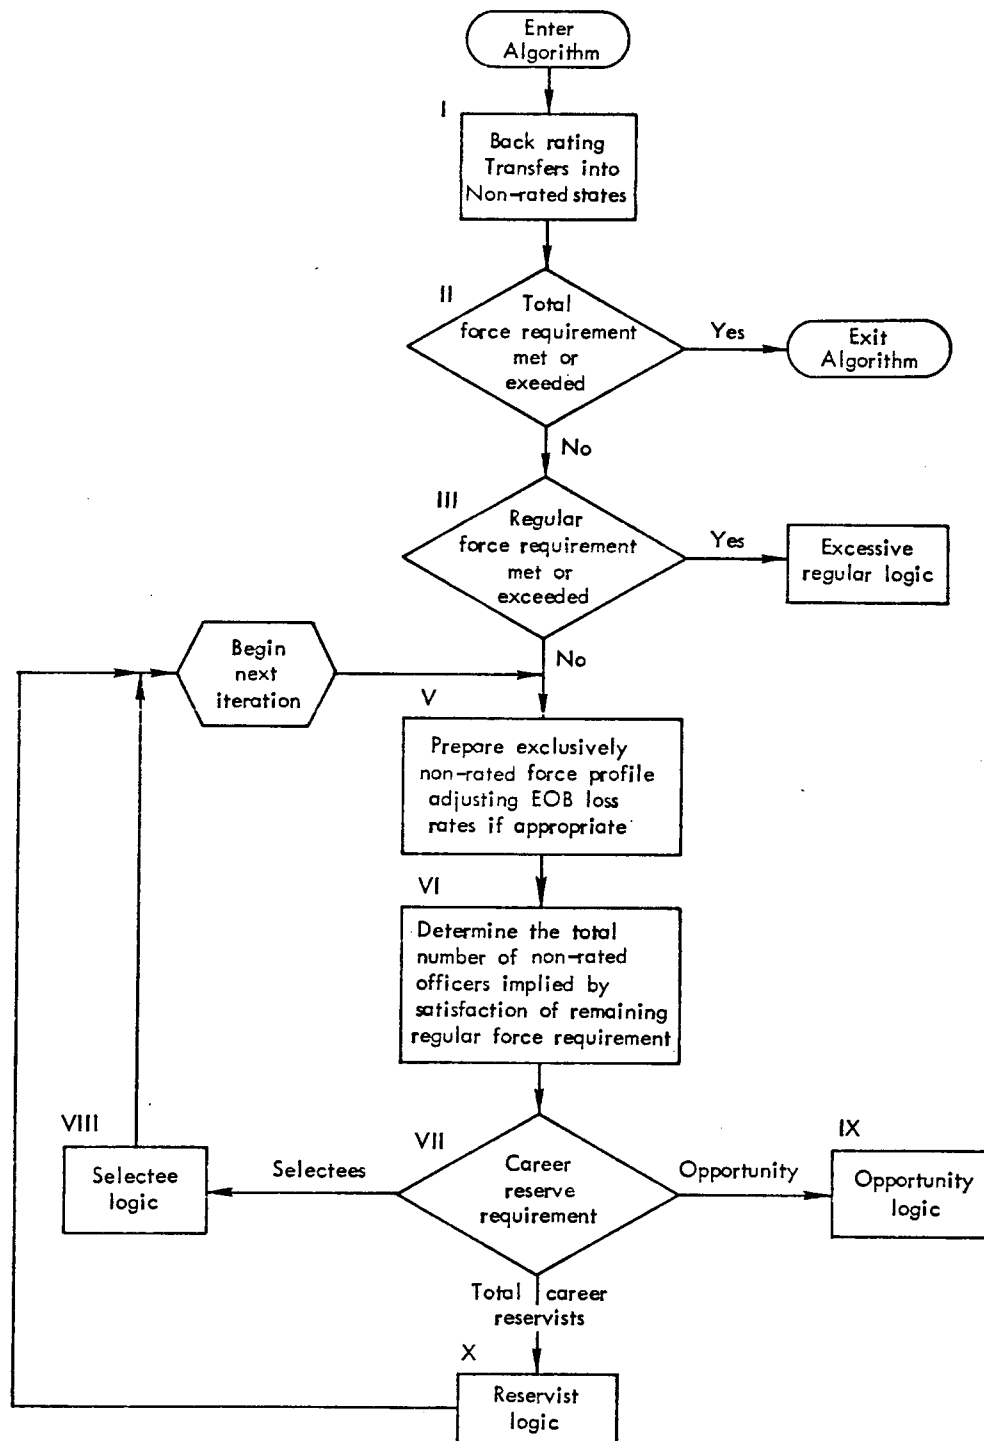 Enter
Algorithm
I
Back rating
Transfers into
Non-rated states
II
Total
force requirement
met or
exeeded
Yes
Exit
Algorithm
No
III
Regular
force requirement
met or
exceeded
Yes
Excessive
regular logic
No
Begin
next
iteration
V
Prepare exclusively
non-rated force profile
adjusting EOB loss
rates if appropriate
VI
Determine the total
number of non-rated
officers implied by
satisfaction of remaining
regular force requirement
VII
Career
reserve
requirement
Selectees
VIII
Selectee
logic
Opportunity
IX
Opportunity
logic
Total career
reservists
X
Reservist
logic